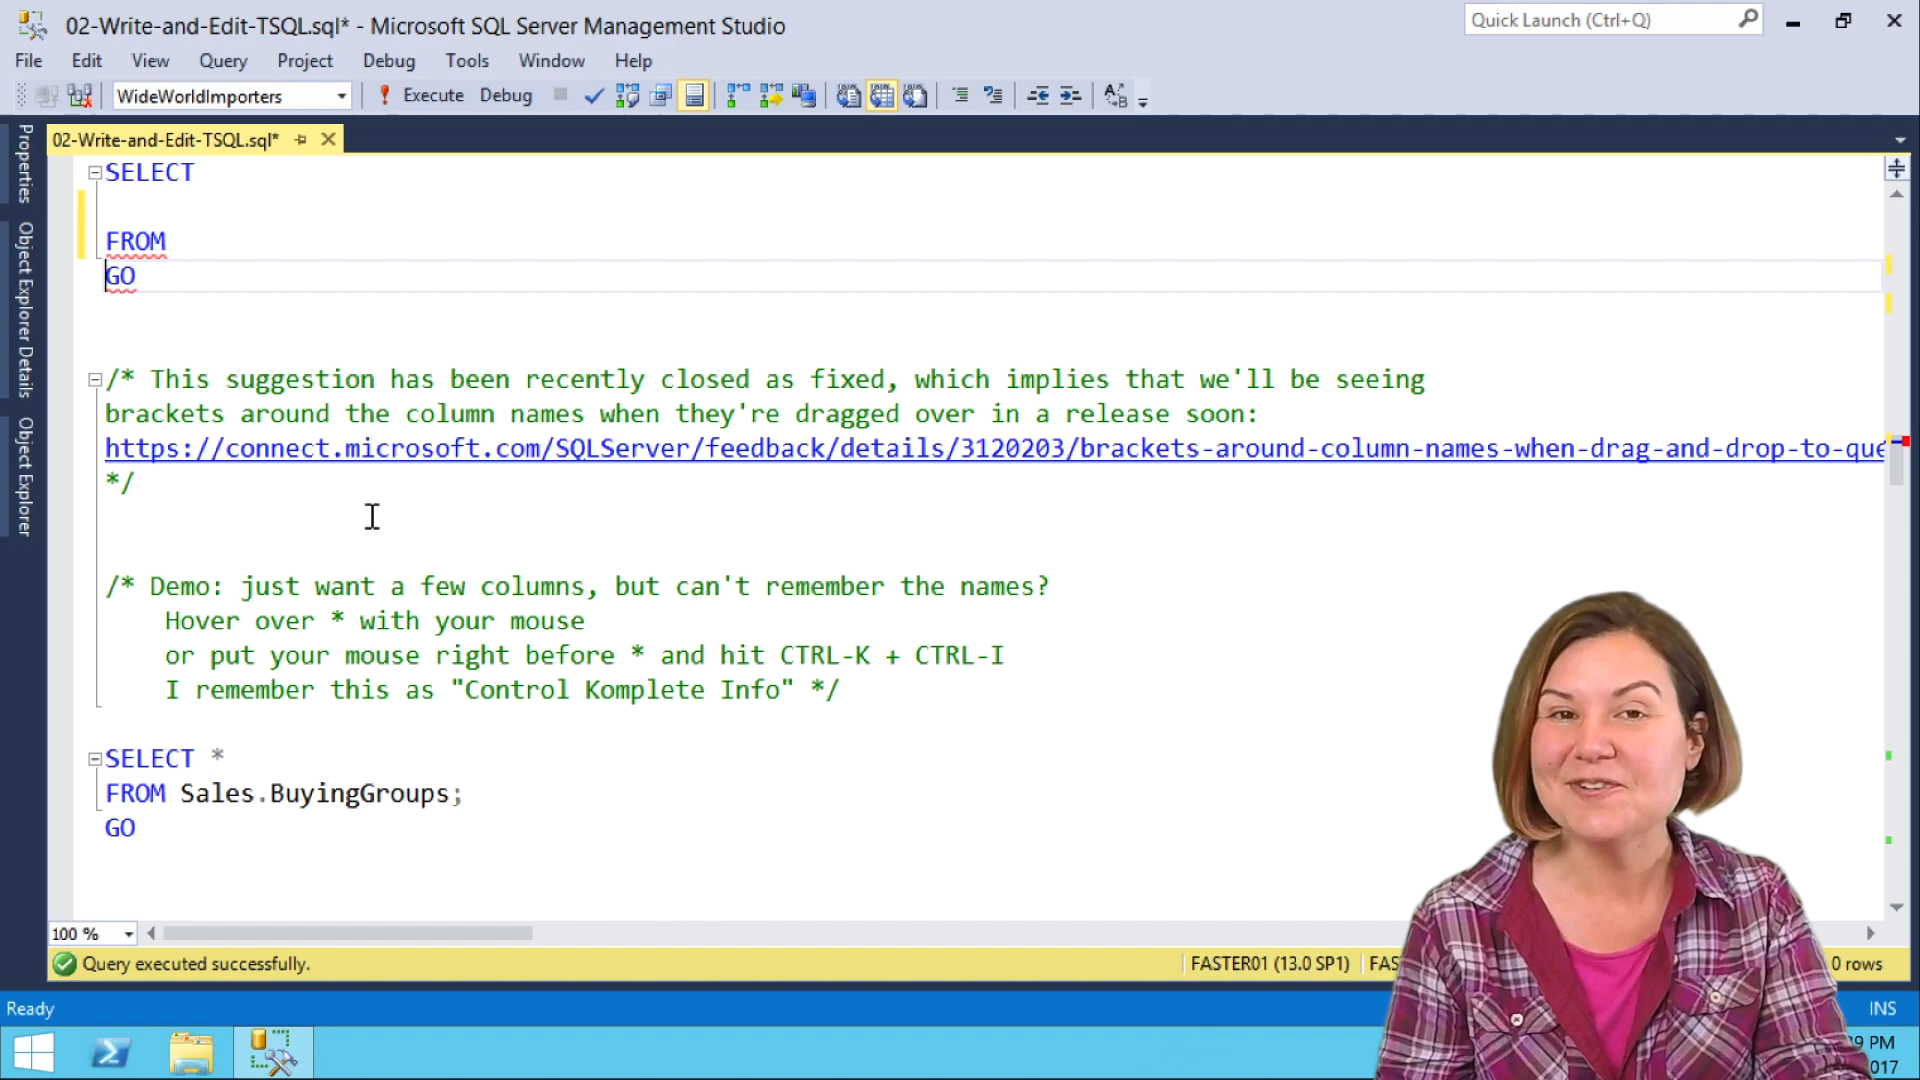 02-Write-and-Edit-TSQL.sql* - Microsoft SQL Server Management Studio
Quick Launch (Ctrl+Q)
File Edit View Query Project Debug Tools Window Help
WideWorldImporters
Execute Debug
Properties
Object Explorer Details
Object Explorer
02-Write-and-Edit-TSQL.sql*
SELECT
FROM
GO
/* This suggestion has been recently closed as fixed, which implies that we'll be seeing
brackets around the column names when they're dragged over in a release soon:
https://connect.microsoft.com/SQLServer/feedback/details/3120203/brackets-around-column-names-when-drag-and-drop-to-que
*/
/* Demo: just want a few columns, but can't remember the names?
Hover over * with your mouse
or put your mouse right before * and hit CTRL-K + CTRL-I
I remember this as "Control Komplete Info" */
SELECT *
FROM Sales.BuyingGroups;
GO
100 %
Query executed successfully.
FASTER01 (13.0 SP1)
FAS
0 rows
Ready
INS
9 PM
017